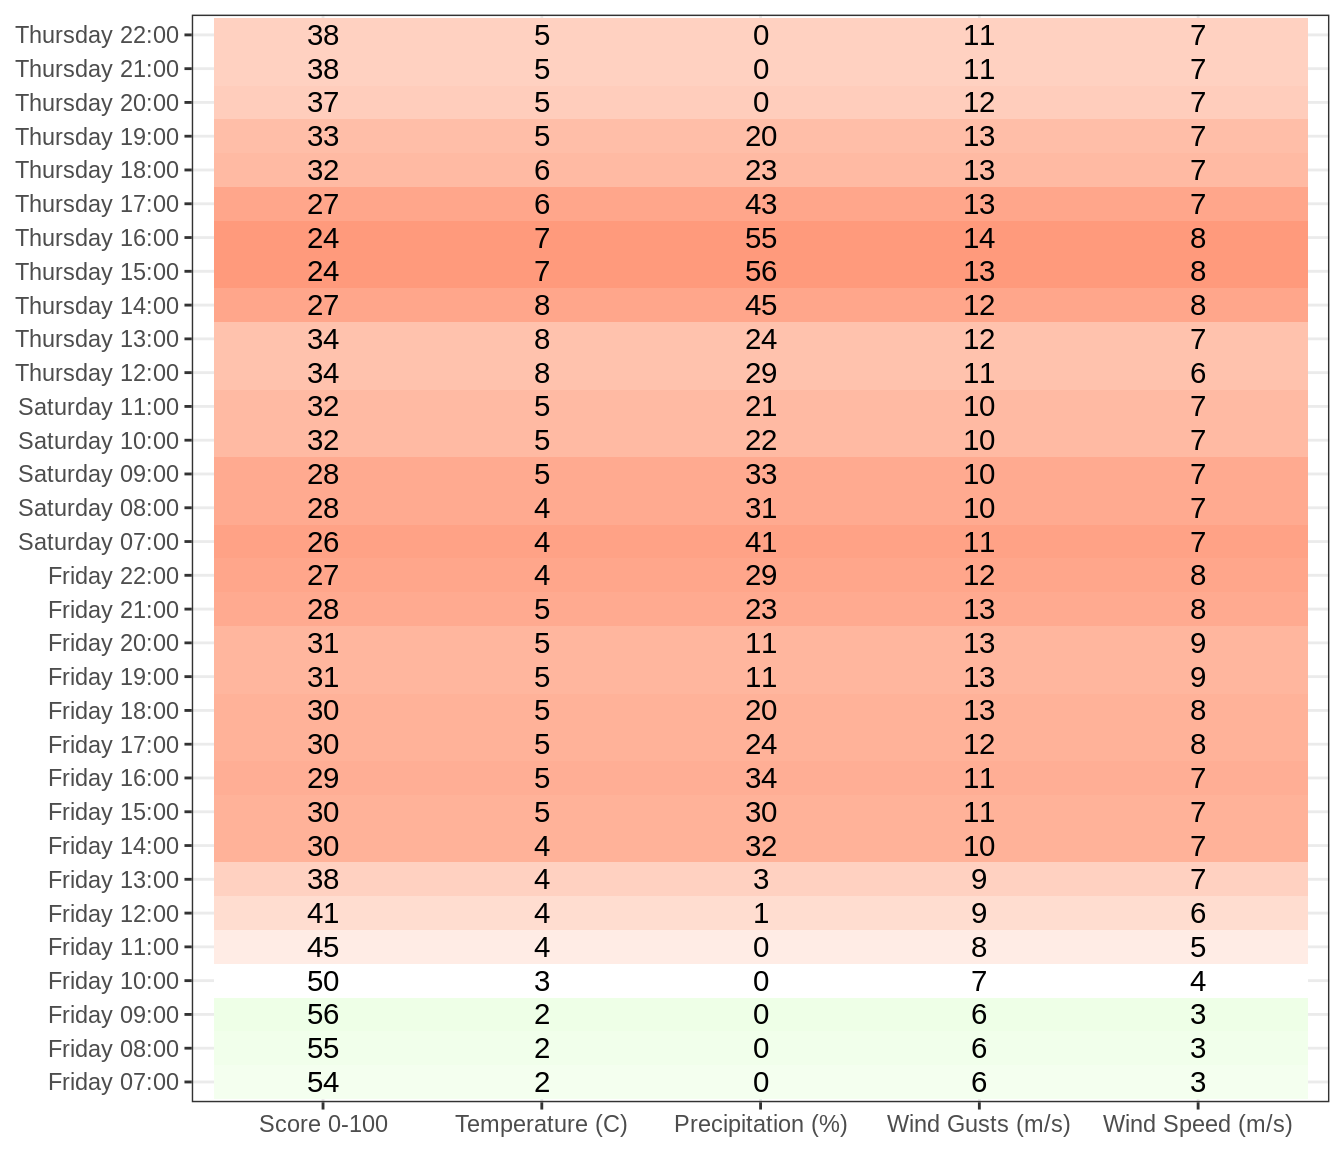 Thursday 22:00 38 5 0 11 7
Thursday 21:00 38 5 0 11 7
Thursday 20:00 37 5 0 12 7
Thursday 19:00 33 5 20 13 7
Thursday 18:00 32 6 23 13 7
Thursday 17:00 27 6 43 13 7
Thursday 16:00 24 7 55 14 8
Thursday 15:00 24 7 56 13 8
Thursday 14:00 27 8 45 12 8
Thursday 13:00 34 8 24 12 7
Thursday 12:00 34 8 29 11 6
Saturday 11:00 32 5 21 10 7
Saturday 10:00 32 5 22 10 7
Saturday 09:00 28 5 33 10 7
Saturday 08:00 28 4 31 10 7
Saturday 07:00 26 4 41 11 7
Friday 22:00 27 4 29 12 8
Friday 21:00 28 5 23 13 8
Friday 20:00 31 5 11 13 9
Friday 19:00 31 5 11 13 9
Friday 18:00 30 5 20 13 8
Friday 17:00 30 5 24 12 8
Friday 16:00 29 5 34 11 7
Friday 15:00 30 5 30 11 7
Friday 14:00 30 4 32 10 7
Friday 13:00 38 4 3 9 7
Friday 12:00 41 4 1 9 6
Friday 11:00 45 4 0 8 5
Friday 10:00 50 3 0 7 4
Friday 09:00 56 2 0 6 3
Friday 08:00 55 2 0 6 3
Friday 07:00 54 2 0 6 3
Score 0-100 Temperature (C) Precipitation (%) Wind Gusts (m/s) Wind Speed (m/s)